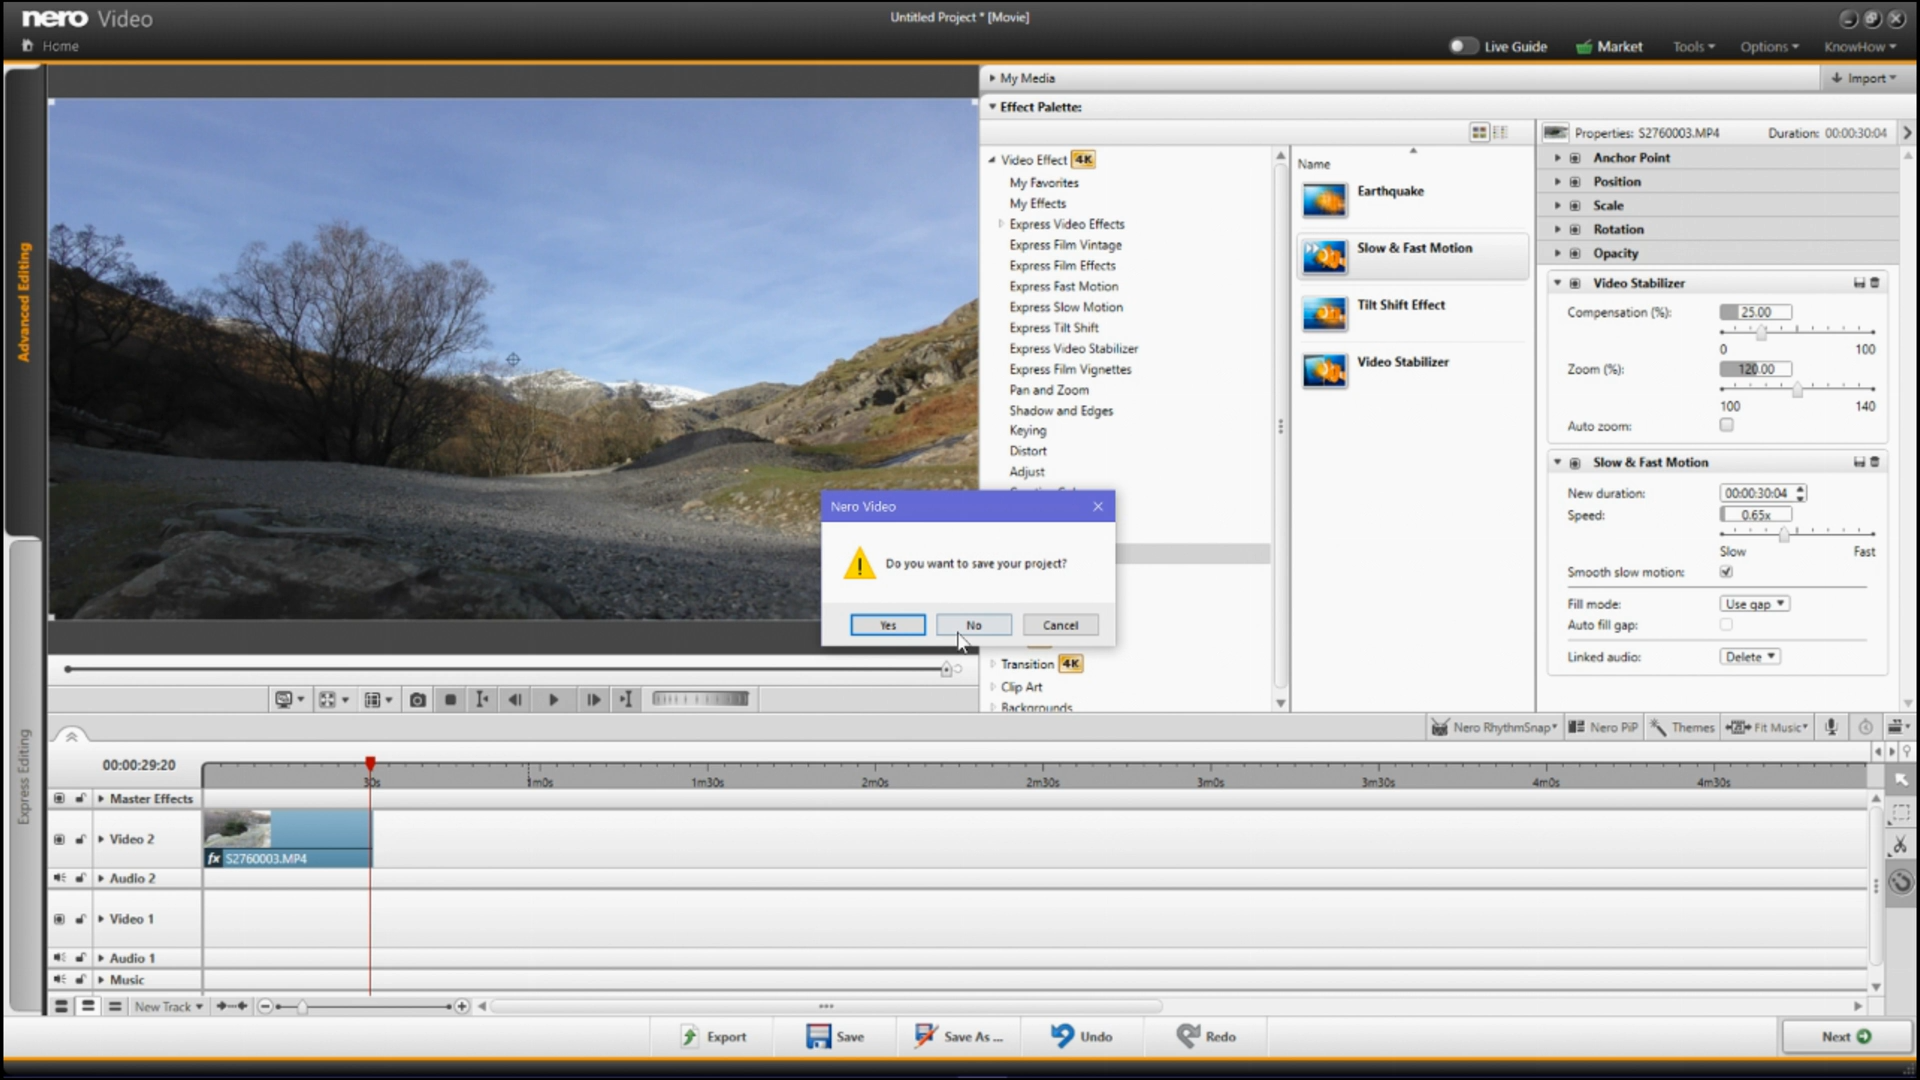 nero Video
Untitled Project * [Movie]
Home
Live Guide
Market
Tools
Options
KnowHow
My Media
Import
Effect Palette:
Properties: S2760003.MP4
Duration: 00:00:30:04
Video Effect 4K
My Favorites
My Effects
Express Video Effects
Express Film Vintage
Express Film Effects
Express Fast Motion
Express Slow Motion
Express Tilt Shift
Express Video Stabilizer
Express Film Vignettes
Pan and Zoom
Shadow and Edges
Keying
Distort
Adjust
Transition 4K
Clip Art
Backgrounds
Name
Earthquake
Slow & Fast Motion
Tilt Shift Effect
Video Stabilizer
Anchor Point
Position
Scale
Rotation
Opacity
Video Stabilizer
Compensation (%): 25.00
0 100
Zoom (%): 120.00
100 140
Auto zoom:
Slow & Fast Motion
New duration: 00:00:30:04
Speed: 0.65x
Slow Fast
Smooth slow motion:
Fill mode: Use gap
Auto fill gap:
Linked audio: Delete
Nero Video
Do you want to save your project?
Yes No Cancel
Advanced Editing
Express Editing
Nero RhythmSnap
Nero PiP
Themes
Fit Music
00:00:29:20
30s 1m0s 1m30s 2m0s 2m30s 3m0s 3m30s 4m0s 4m30s
Master Effects
Video 2
fx S2760003.MP4
Audio 2
Video 1
Audio 1
Music
New Track
Export
Save
Save As ...
Undo
Redo
Next